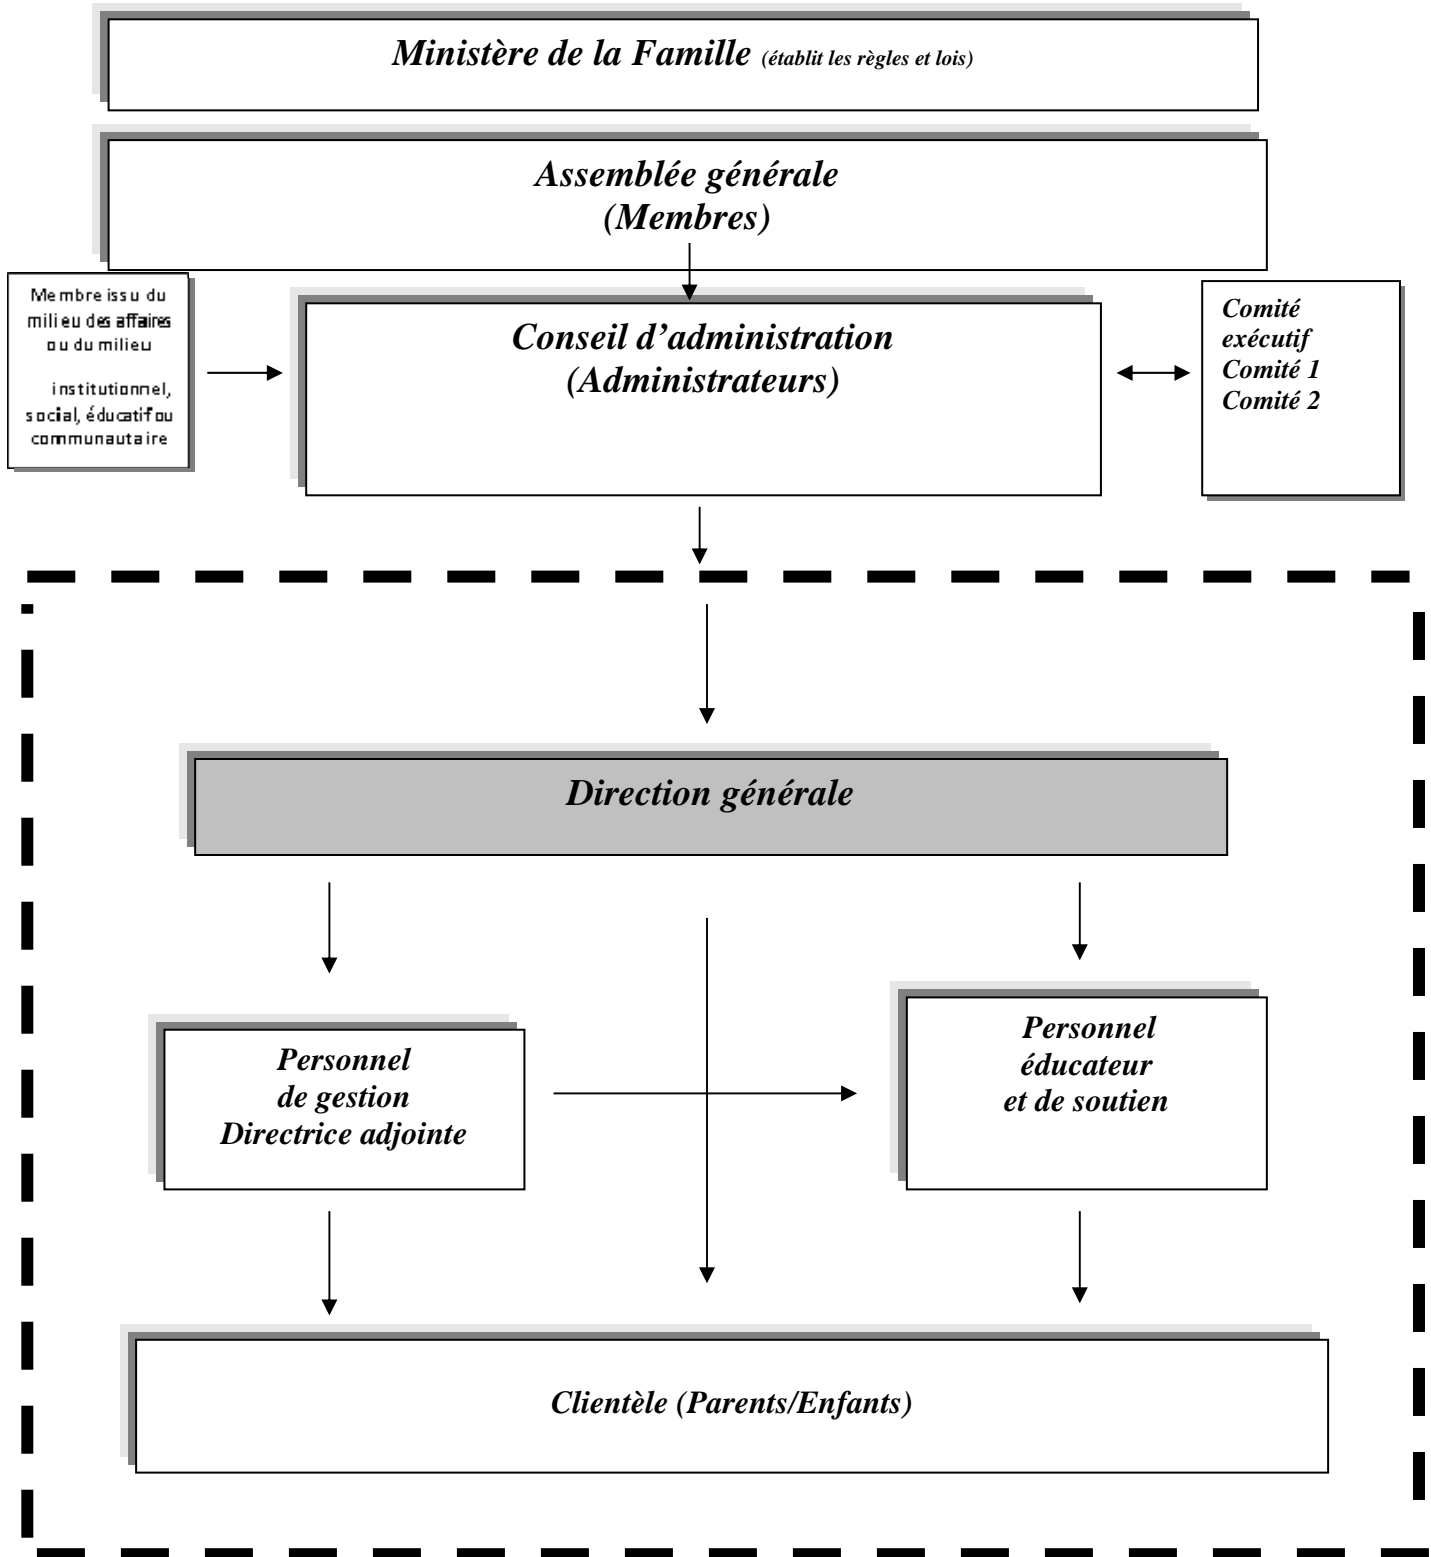 Ministère de la Famille (établit les règles et lois)
Assemblée générale
(Membres)
Membre issu du
milieu des affaires
ou du milieu
institutionnel,
social, éducatif ou
communautaire
Conseil d’administration
(Administrateurs)
Comité
exécutif
Comité 1
Comité 2
Direction générale
Personnel
de gestion
Directrice adjointe
Personnel
éducateur
et de soutien
Clientèle (Parents/Enfants)